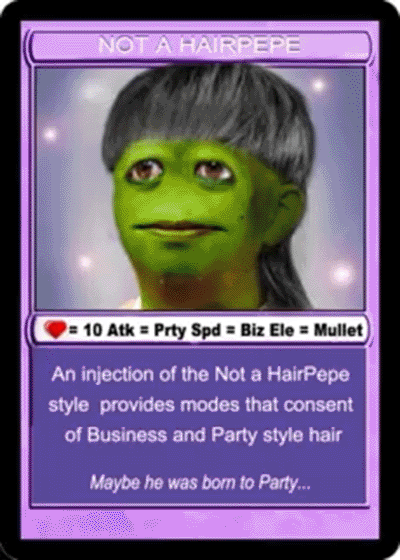 NOT A HAIRPEPE
= 10 Atk = Prty Spd = Biz Ele = Mullet
An injection of the Not a HairPepe
style provides modes that consent
of Business and Party style hair
Maybe he was born to Party...